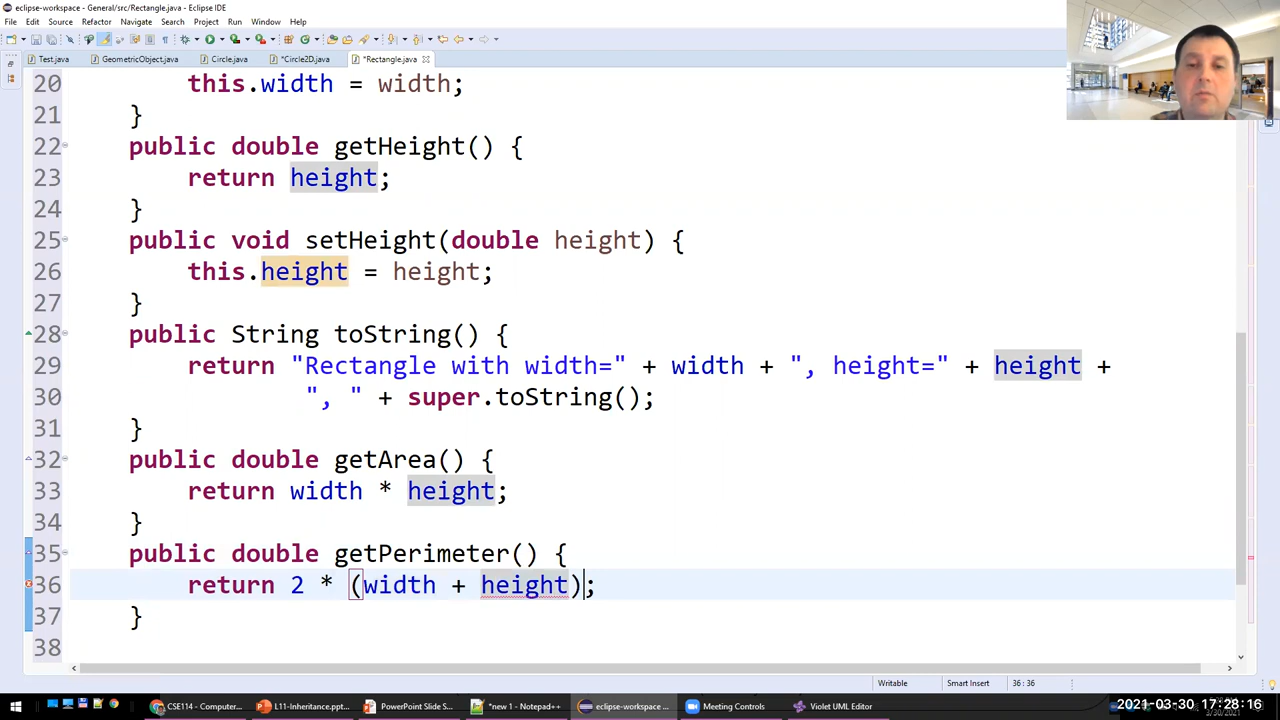 eclipse-workspace - General/src/Rectangle.java - Eclipse IDE
File Edit Source Refactor Navigate Search Project Run Window Help
Test.java GeometricObject.java Circle.java *Circle2D.java *Rectangle.java
20 this.width = width;
21 }
22 public double getHeight() {
23 return height;
24 }
25 public void setHeight(double height) {
26 this.height = height;
27 }
28 public String toString() {
29 return "Rectangle with width=" + width + ", height=" + height +
30 ", " + super.toString();
31 }
32 public double getArea() {
33 return width * height;
34 }
35 public double getPerimeter() {
36 return 2 * (width + height);
37 }
38
Writable Smart Insert 36 : 36
CSE114 - Computer... L11-Inheritance.ppt... PowerPoint Slide S... *new 1 - Notepad++ eclipse-workspace ... Meeting Controls Violet UML Editor 2021-03-30 17:28:16